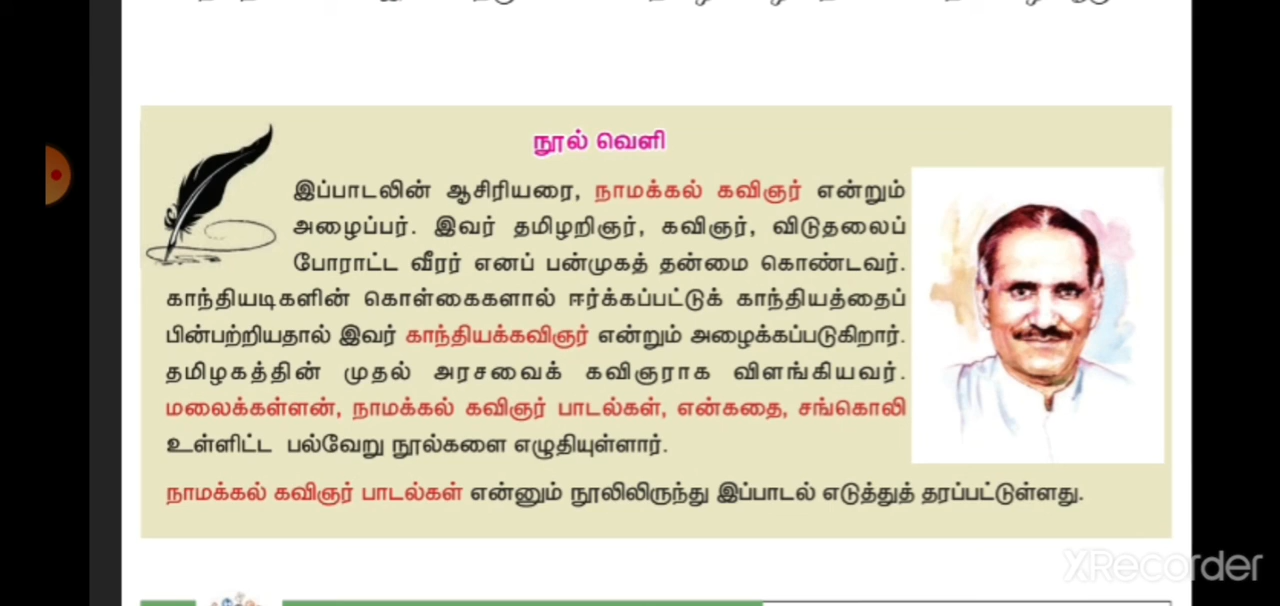 நூல் வெளி
இப்பாடலின் ஆசிரியரை, நாமக்கல் கவிஞர் என்றும்
அழைப்பர். இவர் தமிழறிஞர், கவிஞர், விடுதலைப்
போராட்ட வீரர் எனப் பன்முகத் தன்மை கொண்டவர்.
காந்தியடிகளின் கொள்கைகளால் ஈர்க்கப்பட்டுக் காந்தியத்தைப்
பின்பற்றியதால் இவர் காந்தியக்கவிஞர் என்றும் அழைக்கப்படுகிறார்.
தமிழகத்தின் முதல் அரசவைக் கவிஞராக விளங்கியவர்.
மலைக்கள்ளன், நாமக்கல் கவிஞர் பாடல்கள், என்கதை, சங்கொலி
உள்ளிட்ட பல்வேறு நூல்களை எழுதியுள்ளார்.
நாமக்கல் கவிஞர் பாடல்கள் என்னும் நூலிலிருந்து இப்பாடல் எடுத்துத் தரப்பட்டுள்ளது.
XRecorder